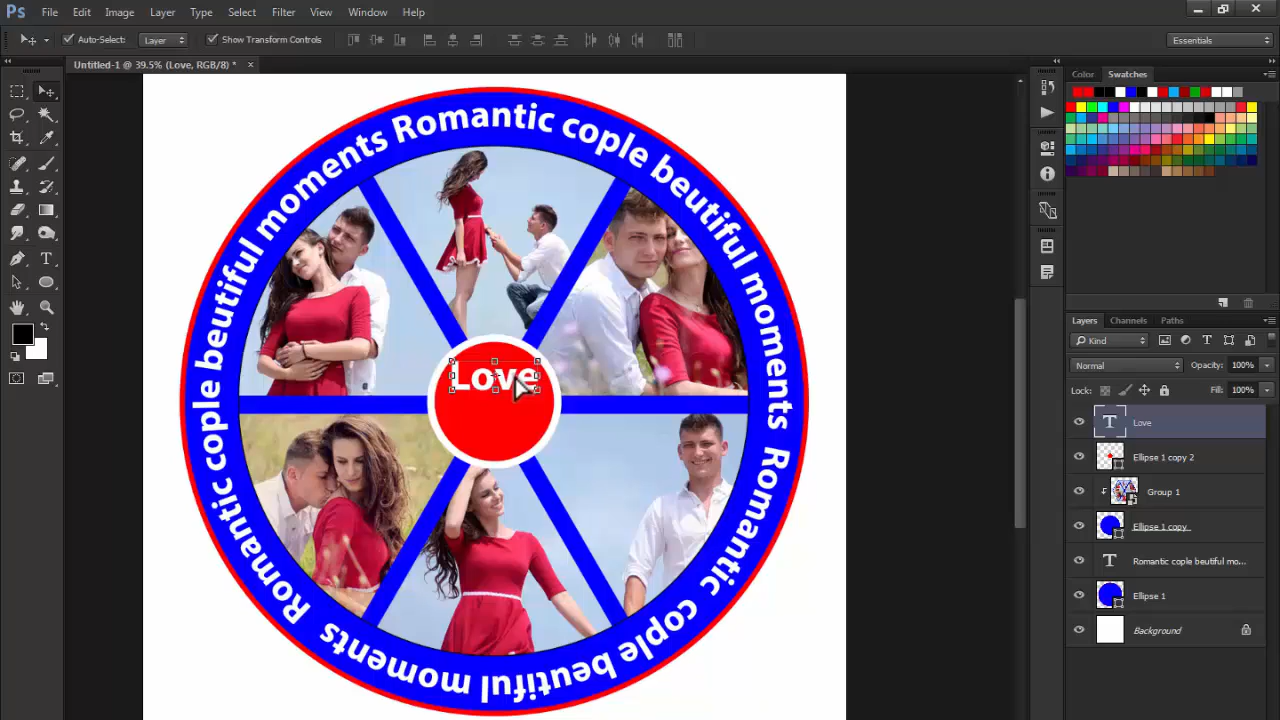 Ps File Edit Image Layer Type Select Filter View Window Help
Auto-Select: Layer Show Transform Controls Essentials
Untitled-1 @ 39.5% (Love, RGB/8) * ×
Color Swatches
Romantic cople beutiful moments Romantic cople beutiful moments Romantic cople beutiful moments
Love
Layers Channels Paths
Kind
Normal Opacity: 100%
Lock: Fill: 100%
T Love
Ellipse 1 copy 2
Group 1
Ellipse 1 copy
T Romantic cople beutiful mo...
Ellipse 1
Background